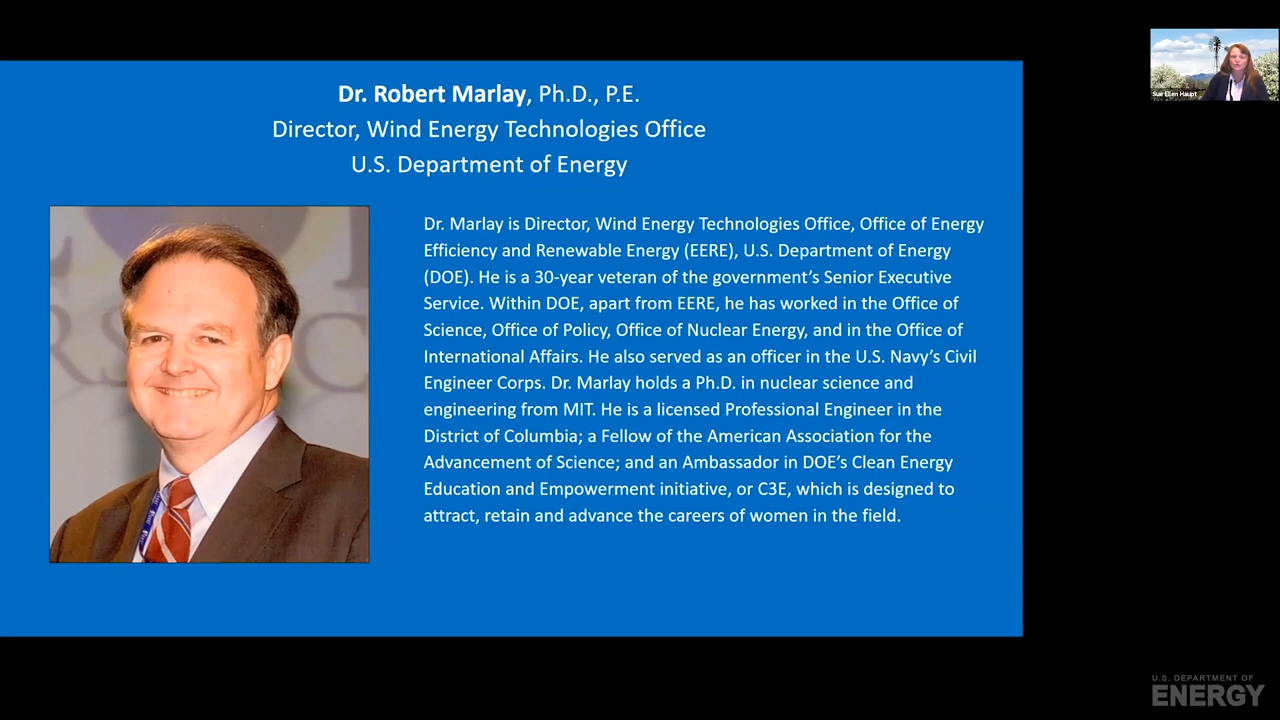 Dr. Robert Marlay, Ph.D., P.E.
Director, Wind Energy Technologies Office
U.S. Department of Energy
Dr. Marlay is Director, Wind Energy Technologies Office, Office of Energy
Efficiency and Renewable Energy (EERE), U.S. Department of Energy
(DOE). He is a 30-year veteran of the government’s Senior Executive
Service. Within DOE, apart from EERE, he has worked in the Office of
Science, Office of Policy, Office of Nuclear Energy, and in the Office of
International Affairs. He also served as an officer in the U.S. Navy’s Civil
Engineer Corps. Dr. Marlay holds a Ph.D. in nuclear science and
engineering from MIT. He is a licensed Professional Engineer in the
District of Columbia; a Fellow of the American Association for the
Advancement of Science; and an Ambassador in DOE’s Clean Energy
Education and Empowerment initiative, or C3E, which is designed to
attract, retain and advance the careers of women in the field.
Sue Ellen Haupt
U.S. DEPARTMENT OF
ENERGY